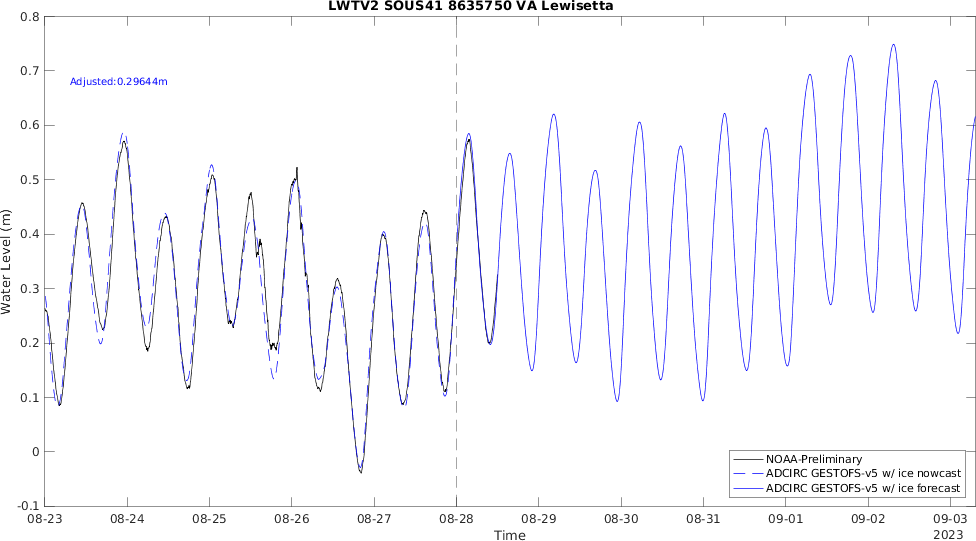 LWTV2 SOUS41 8635750 VA Lewisetta
0.8
0.7
Adjusted:0.29644m
0.6
0.5
0.4
Water Level (m)
0.3
0.2
0.1
0
-0.1
NOAA-Preliminary
ADCIRC GESTOFS-v5 w/ ice nowcast
ADCIRC GESTOFS-v5 w/ ice forecast
08-23 08-24 08-25 08-26 08-27 08-28 08-29 08-30 08-31 09-01 09-02 09-03
Time
2023